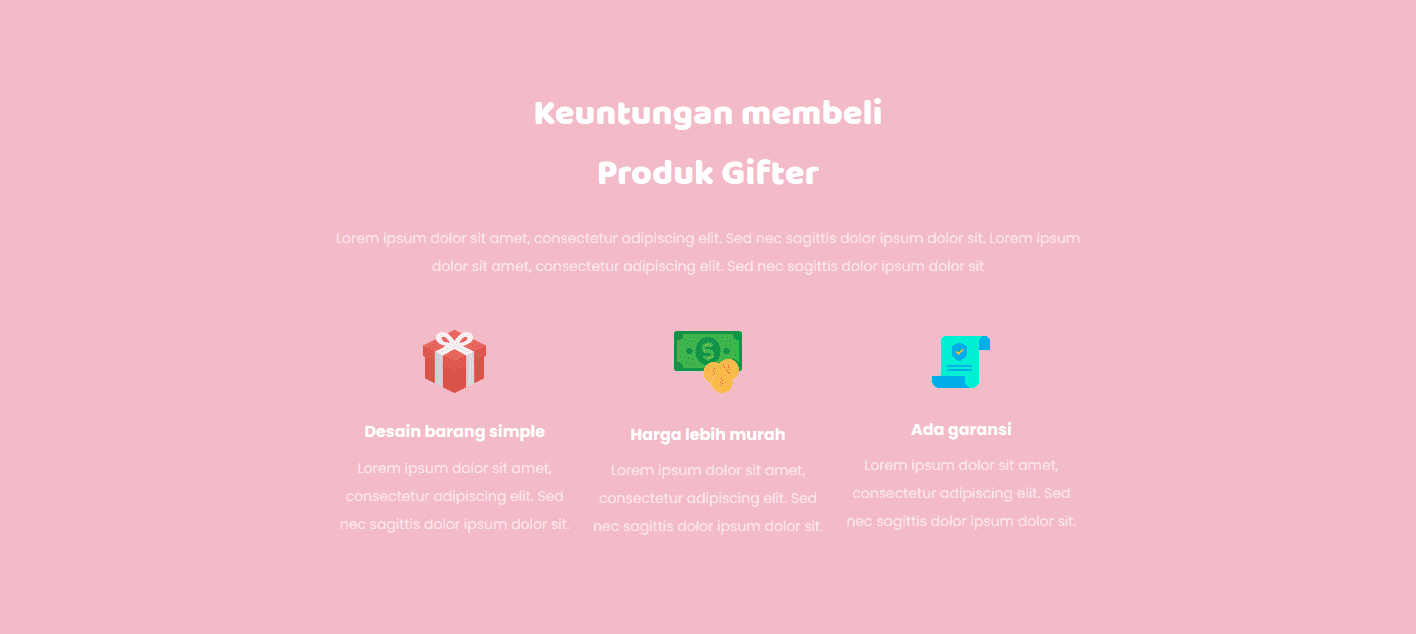 Keuntungan membeli
Produk Gifter
Lorem ipsum dolor sit amet, consectetur adipiscing elit. Sed nec sagittis dolor ipsum dolor sit. Lorem ipsum
dolor sit amet, consectetur adipiscing elit. Sed nec sagittis dolor ipsum dolor sit
Desain barang simple
Lorem ipsum dolor sit amet,
consectetur adipiscing elit. Sed
nec sagittis dolor ipsum dolor sit.
Harga lebih murah
Lorem ipsum dolor sit amet,
consectetur adipiscing elit. Sed
nec sagittis dolor ipsum dolor sit.
Ada garansi
Lorem ipsum dolor sit amet,
consectetur adipiscing elit. Sed
nec sagittis dolor ipsum dolor sit.